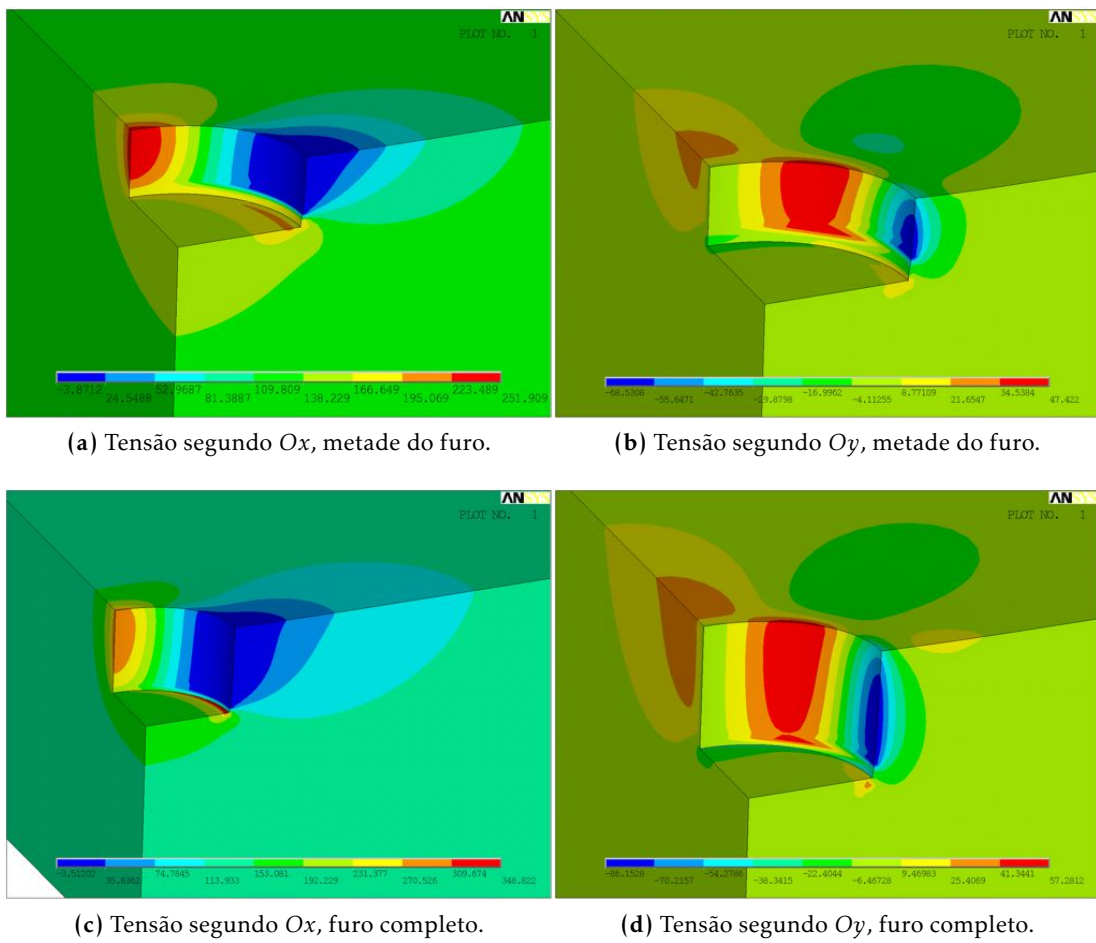 AN
PLOT NO. 1
-3.8712 52.9687 109.809 166.649 223.489
24.5488 81.3887 138.229 195.069 251.909
(a) Tensão segundo Ox, metade do furo.
AN
PLOT NO. 1
-68.5308 -42.7635 -16.9962 8.77109 34.5384
-55.6471 -29.8798 -4.11255 21.6547 47.422
(b) Tensão segundo Oy, metade do furo.
AN
PLOT NO. 1
-3.51202 74.7845 153.081 231.377 309.674
35.6362 113.933 192.229 270.526 348.822
(c) Tensão segundo Ox, furo completo.
AN
PLOT NO. 1
-86.1528 -54.2786 -22.4044 9.46983 41.3441
-70.2157 -38.3415 -6.46728 25.4069 57.2812
(d) Tensão segundo Oy, furo completo.